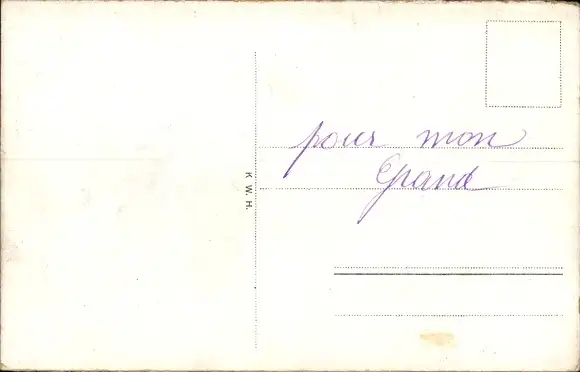 pour mon
Grand
K. W. H.